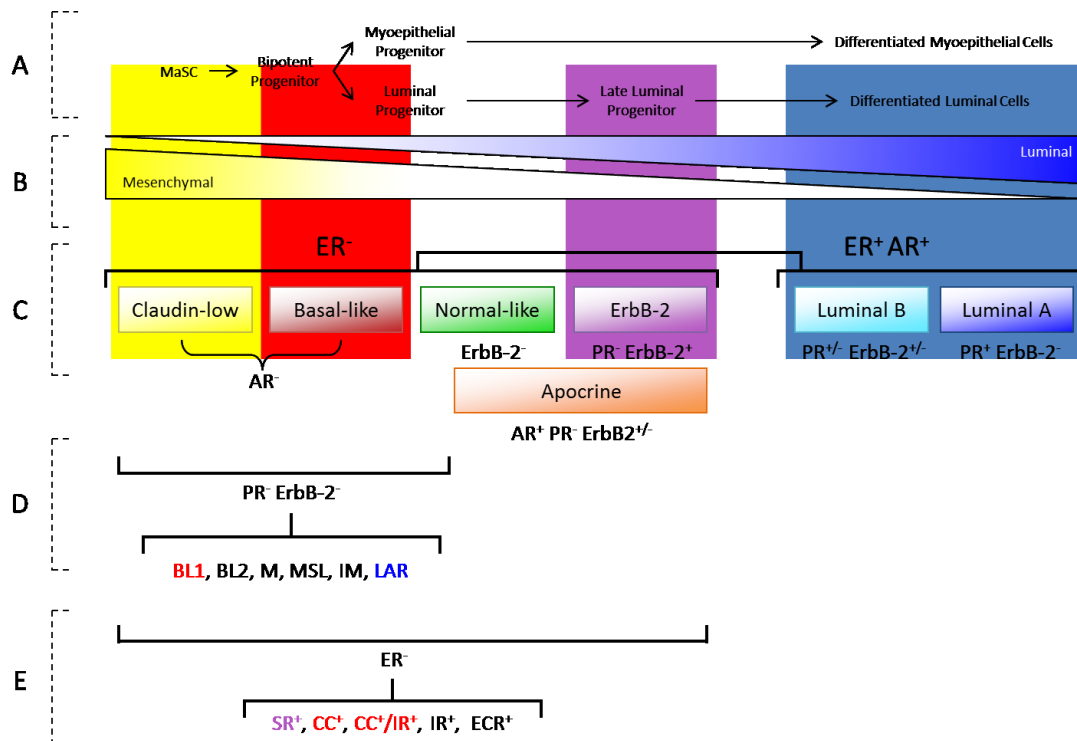 A
Myoepithelial
Progenitor
Differentiated Myoepithelial Cells
MaSC
Bipotent
Progenitor
Luminal
Progenitor
Late Luminal
Progenitor
Differentiated Luminal Cells
B
Luminal
Mesenchymal
C
ER⁻
ER⁺ AR⁺
Claudin-low
Basal-like
Normal-like
ErbB-2
Luminal B
Luminal A
ErbB-2⁻
PR⁻ ErbB-2⁺
PR⁺/⁻ ErbB-2⁺/⁻
PR⁺ ErbB-2⁻
AR⁻
Apocrine
AR⁺ PR⁻ ErbB2⁺/⁻
D
PR⁻ ErbB-2⁻
BL1, BL2, M, MSL, IM, LAR
E
ER⁻
SR⁺, CC⁺, CC⁺/IR⁺, IR⁺, ECR⁺